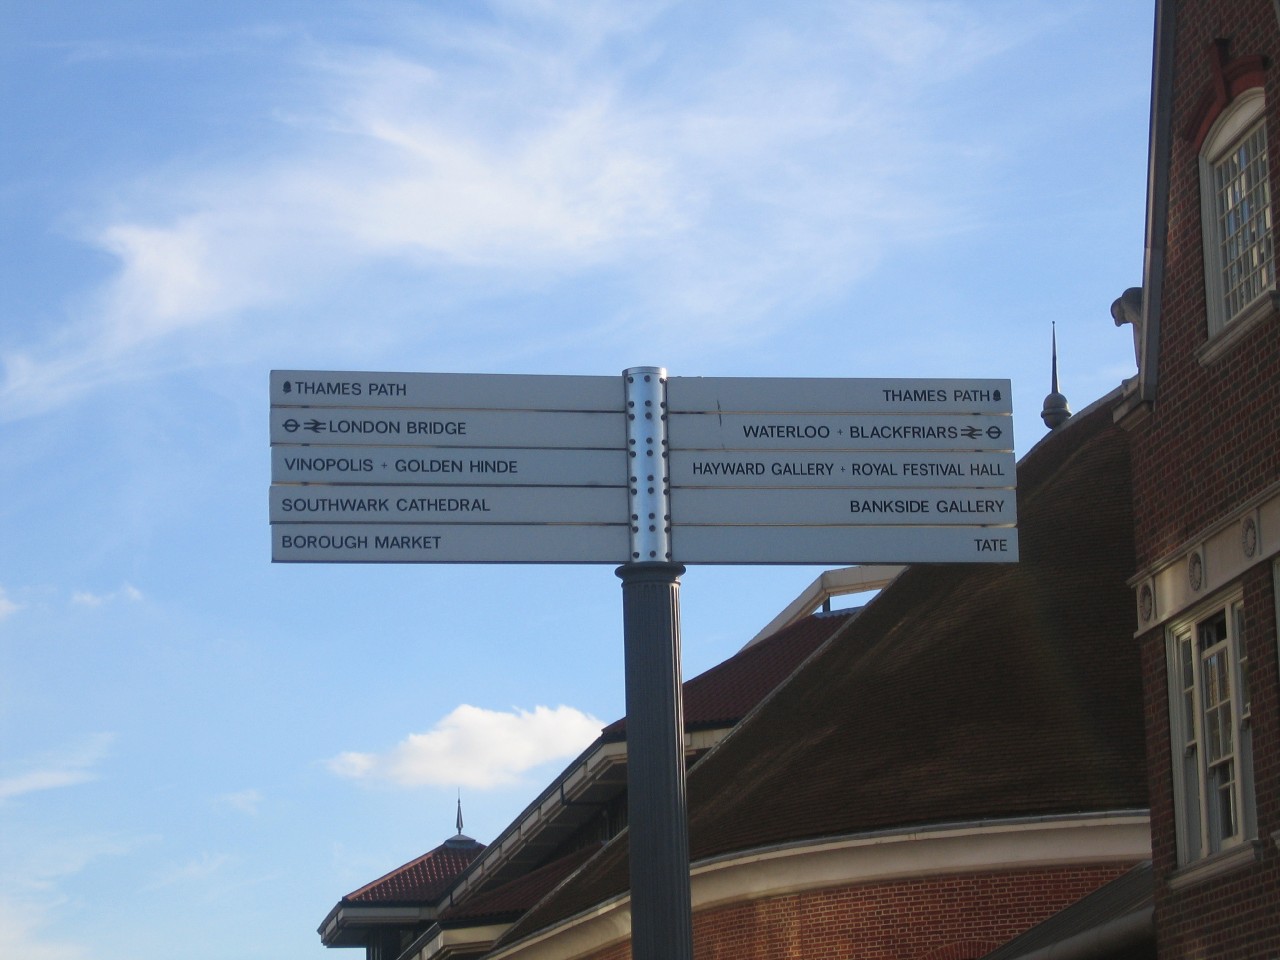 THAMES PATH
LONDON BRIDGE
VINOPOLIS + GOLDEN HINDE
SOUTHWARK CATHEDRAL
BOROUGH MARKET
THAMES PATH
WATERLOO + BLACKFRIARS
HAYWARD GALLERY + ROYAL FESTIVAL HALL
BANKSIDE GALLERY
TATE